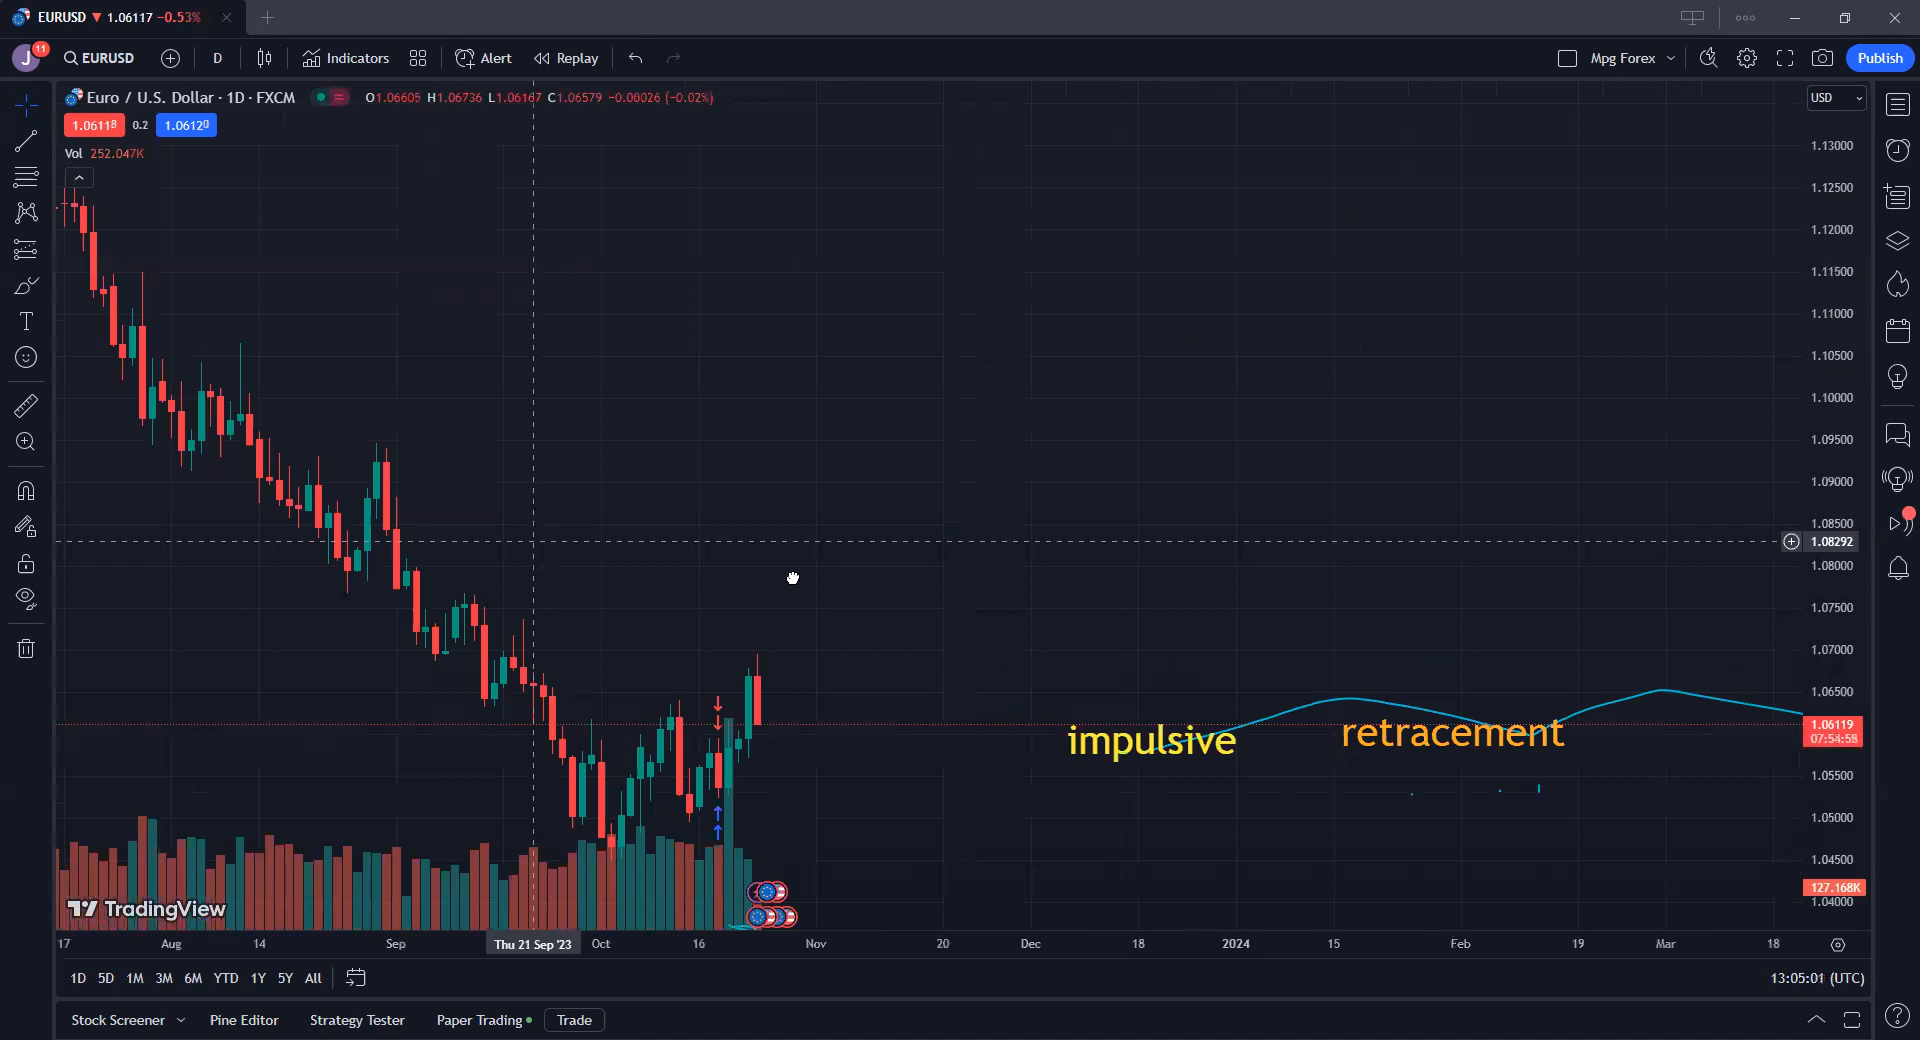 EURUSD ▼ 1.06117 −0.53%
J 11 EURUSD D Indicators Alert Replay Mpg Forex Publish
Euro / U.S. Dollar · 1D · FXCM O1.06605 H1.06736 L1.06167 C1.06579 −0.00026 (−0.02%)
USD
1.06118 0.2 1.06120
Vol 252.047K
1.13000
1.12500
1.12000
1.11500
1.11000
1.10500
1.10000
1.09500
1.09000
1.08500
1.08292
1.08000
1.07500
1.07000
1.06500
1.06119
07:54:58
impulsive retracement
1.05500
1.05000
1.04500
127.168K
1.04000
TradingView
17 Aug 14 Sep Thu 21 Sep '23 Oct 16 Nov 20 Dec 18 2024 15 Feb 19 Mar 18
1D 5D 1M 3M 6M YTD 1Y 5Y All 13:05:01 (UTC)
Stock Screener Pine Editor Strategy Tester Paper Trading Trade